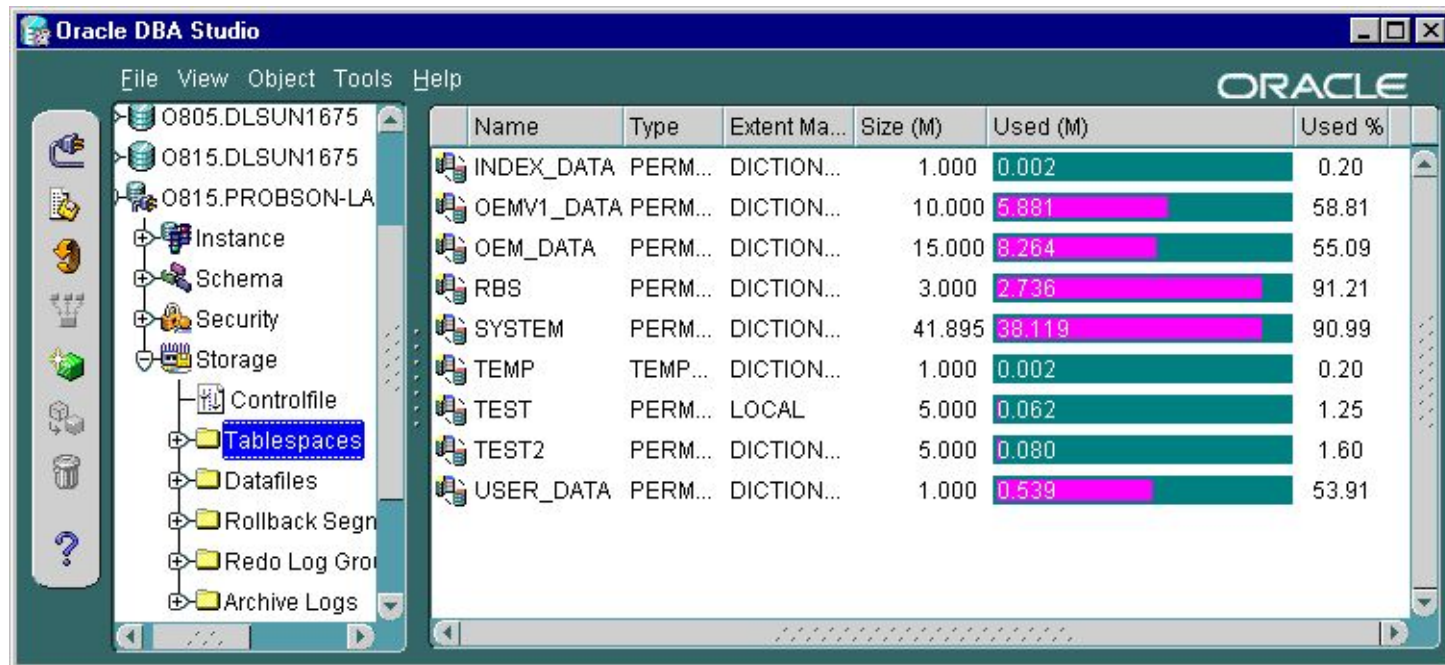 Oracle DBA Studio
File View Object Tools Help
ORACLE
O805.DLSUN1675
O815.DLSUN1675
O815.PROBSON-LA
Instance
Schema
Security
Storage
Controlfile
Tablespaces
Datafiles
Rollback Segn
Redo Log Grou
Archive Logs
Name Type Extent Ma... Size (M) Used (M) Used %
INDEX_DATA PERM... DICTION... 1.000 0.002 0.20
OEMV1_DATA PERM... DICTION... 10.000 5.881 58.81
OEM_DATA PERM... DICTION... 15.000 8.264 55.09
RBS PERM... DICTION... 3.000 2.736 91.21
SYSTEM PERM... DICTION... 41.895 38.119 90.99
TEMP TEMP... DICTION... 1.000 0.002 0.20
TEST PERM... LOCAL 5.000 0.062 1.25
TEST2 PERM... DICTION... 5.000 0.080 1.60
USER_DATA PERM... DICTION... 1.000 0.539 53.91